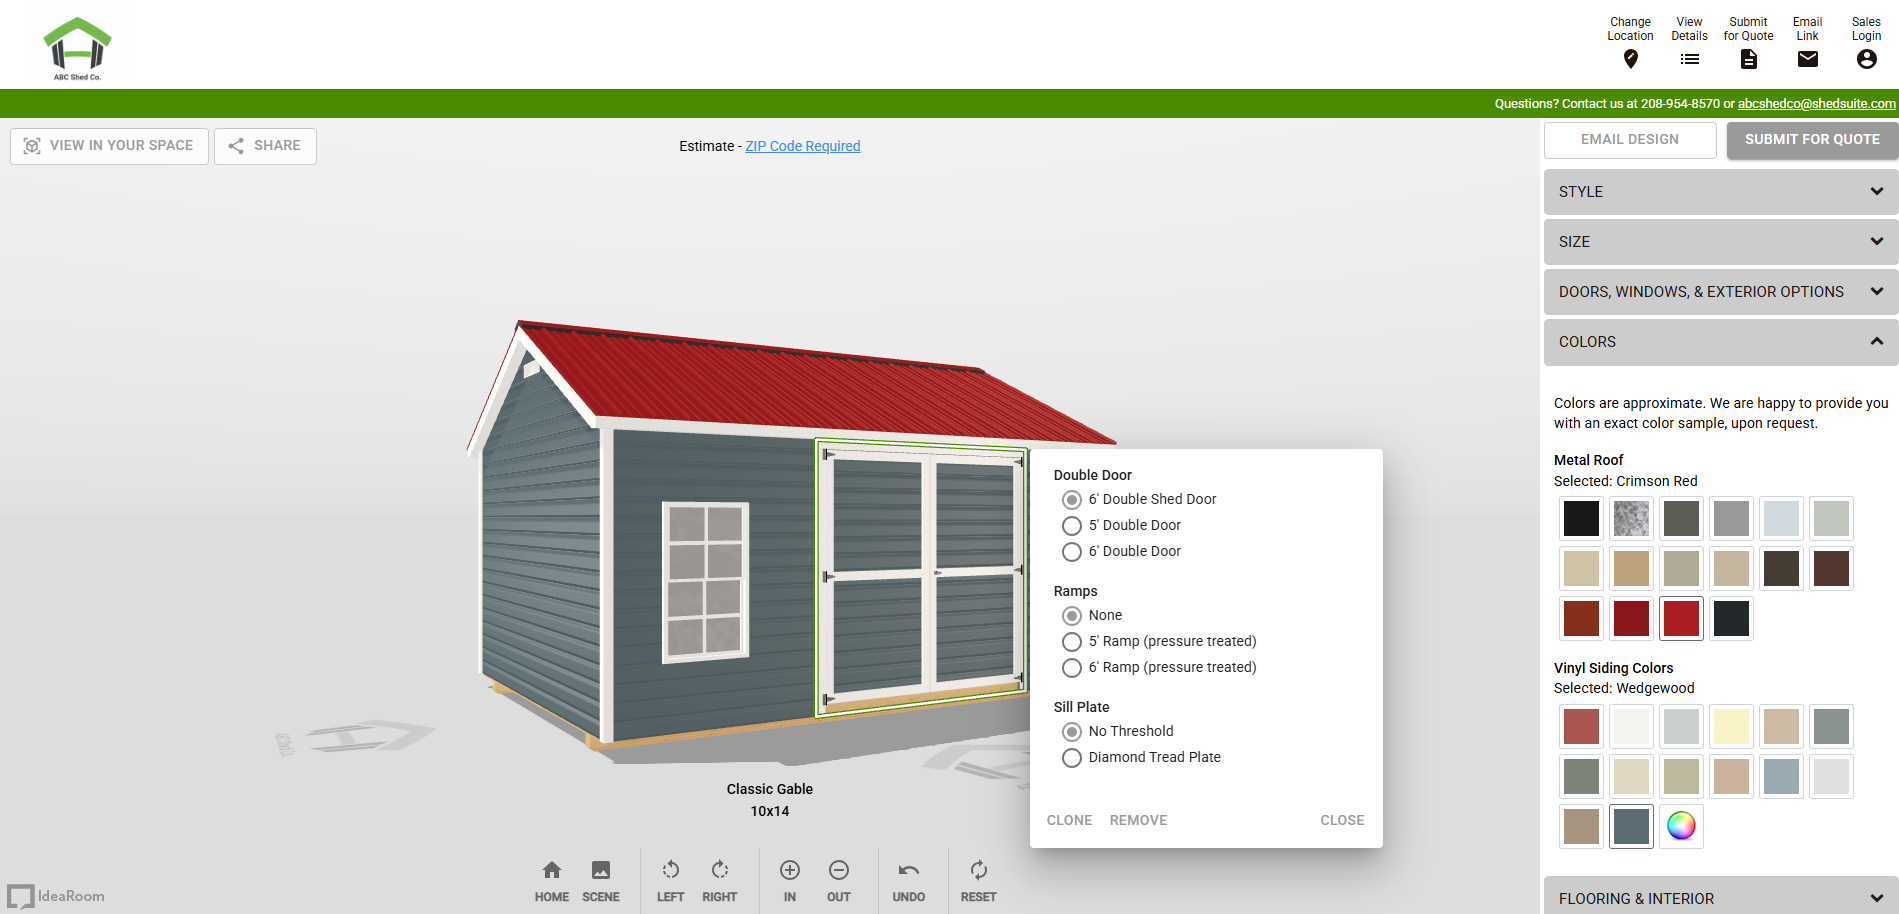 ABC Shed Co.
Change Location
View Details
Submit for Quote
Email Link
Sales Login
Questions? Contact us at 208-954-8570 or abcshedco@shedsuite.com
VIEW IN YOUR SPACE
SHARE
Estimate - ZIP Code Required
EMAIL DESIGN
SUBMIT FOR QUOTE
STYLE
SIZE
DOORS, WINDOWS, & EXTERIOR OPTIONS
COLORS
Colors are approximate. We are happy to provide you
with an exact color sample, upon request.
Metal Roof
Selected: Crimson Red
Vinyl Siding Colors
Selected: Wedgewood
FLOORING & INTERIOR
Double Door
6' Double Shed Door
5' Double Door
6' Double Door
Ramps
None
5' Ramp (pressure treated)
6' Ramp (pressure treated)
Sill Plate
No Threshold
Diamond Tread Plate
CLONE
REMOVE
CLOSE
ABC Shed Co.
Classic Gable
10x14
HOME
SCENE
LEFT
RIGHT
IN
OUT
UNDO
RESET
IdeaRoom